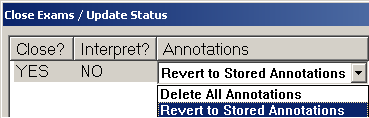 Close Exams / Update Status
Close? Interpret? Annotations
YES NO Revert to Stored Annotations
Delete All Annotations
Revert to Stored Annotations